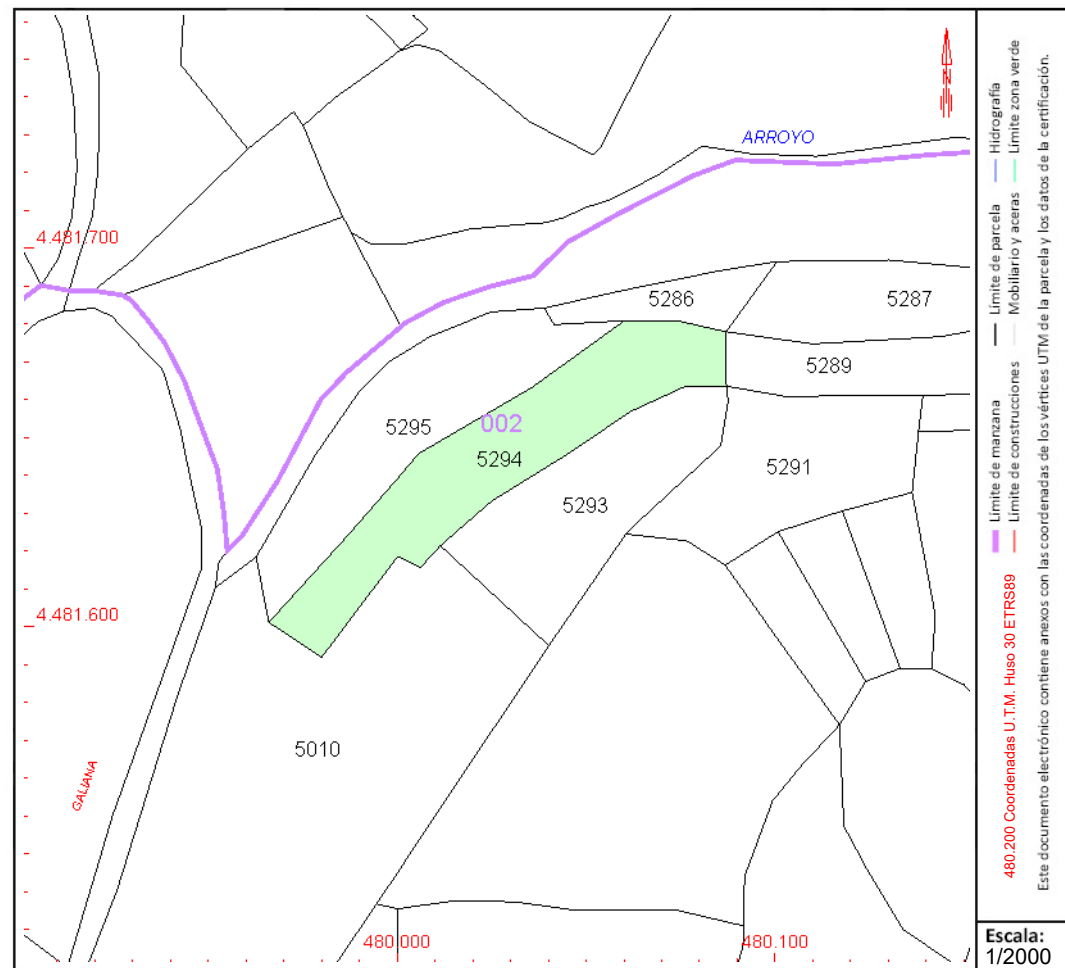 ARROYO
4.481.700
5286
5287
5289
5295
002
5294
5291
5293
4.481.600
5010
GALIANA
480.000
480.100
N
480.200 Coordenadas U.T.M. Huso 30 ETRS89
Límite de manzana
Límite de construcciones
Límite de parcela
Mobiliario y aceras
Hidrografía
Límite zona verde
Este documento electrónico contiene anexos con las coordenadas de los vértices UTM de la parcela y los datos de la certificación.
Escala:
1/2000